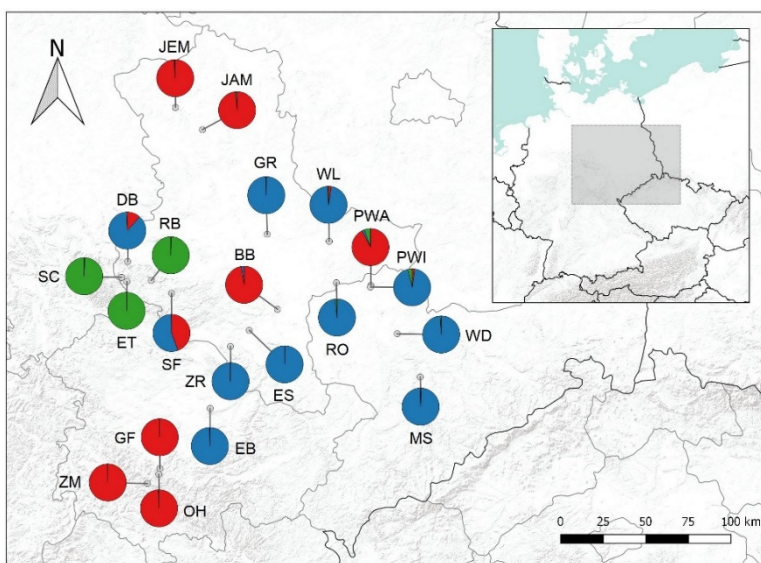 N
JEM
JAM
GR
WL
DB
RB
PWA
SC
BB
PWI
ET
SF
RO
WD
ZR
ES
MS
GF
EB
ZM
OH
0 25 50 75 100 km